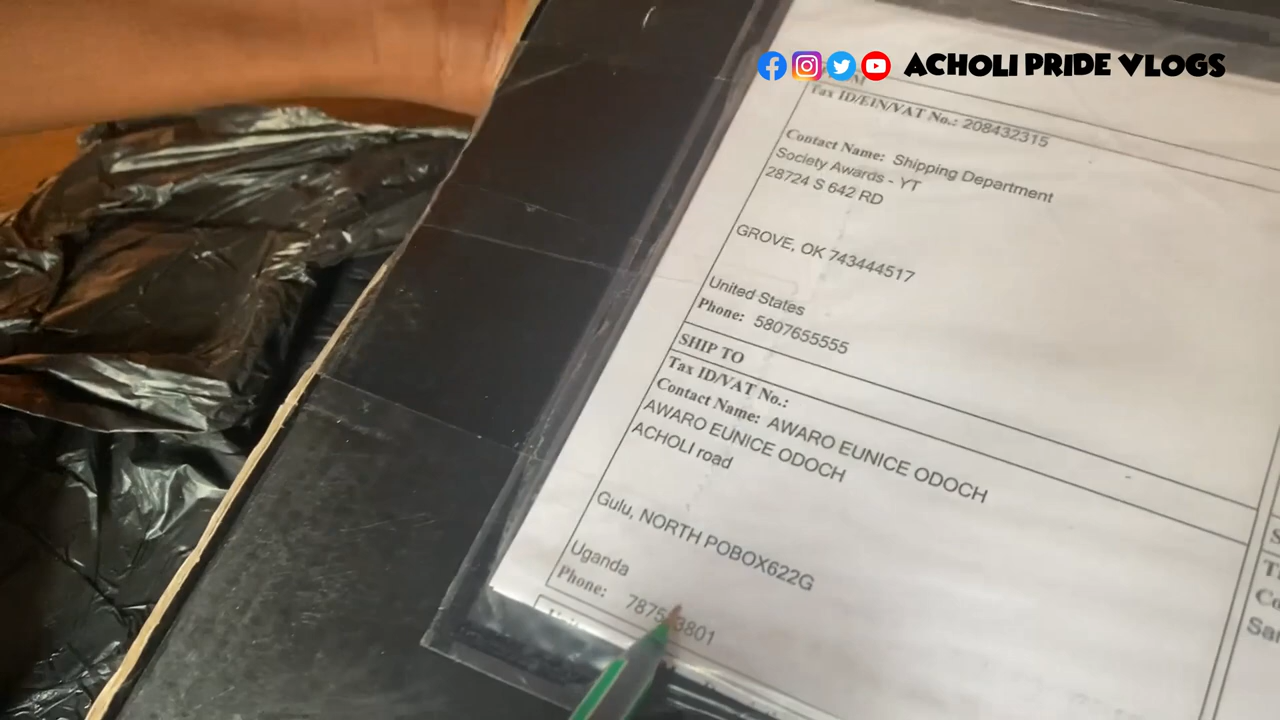 ACHOLI PRIDE VLOGS
Tax ID/EIN/VAT No.: 208432315
Contact Name: Shipping Department
Society Awards - YT
28724 S 642 RD
GROVE, OK 743444517
United States
Phone: 5807655555
SHIP TO
Tax ID/VAT No.:
Contact Name: AWARO EUNICE ODOCH
AWARO EUNICE ODOCH
ACHOLI road
Gulu, NORTH POBOX622G
Uganda
Phone: